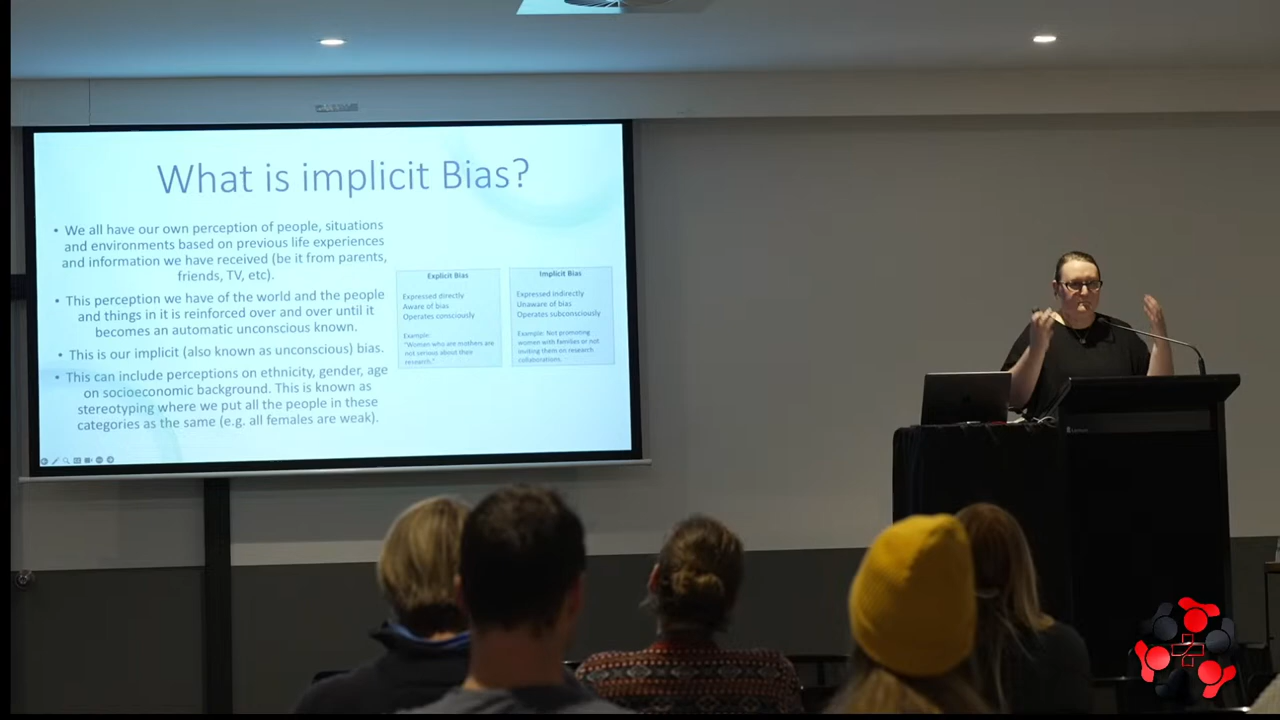 What is implicit Bias?
• We all have our own perception of people, situations
and environments based on previous life experiences
and information we have received (be it from parents,
friends, TV, etc).
• This perception we have of the world and the people
and things in it is reinforced over and over until it
becomes an automatic unconscious known.
• This is our implicit (also known as unconscious) bias.
• This can include perceptions on ethnicity, gender, age
on socioeconomic background. This is known as
stereotyping where we put all the people in these
categories as the same (e.g. all females are weak).
Explicit Bias
Expressed directly
Aware of bias
Operates consciously
Example:
"Women who are mothers are
not serious about their
research."
Implicit Bias
Expressed indirectly
Unaware of bias
Operates subconsciously
Example: Not promoting
women with families or not
inviting them on research
collaborations.